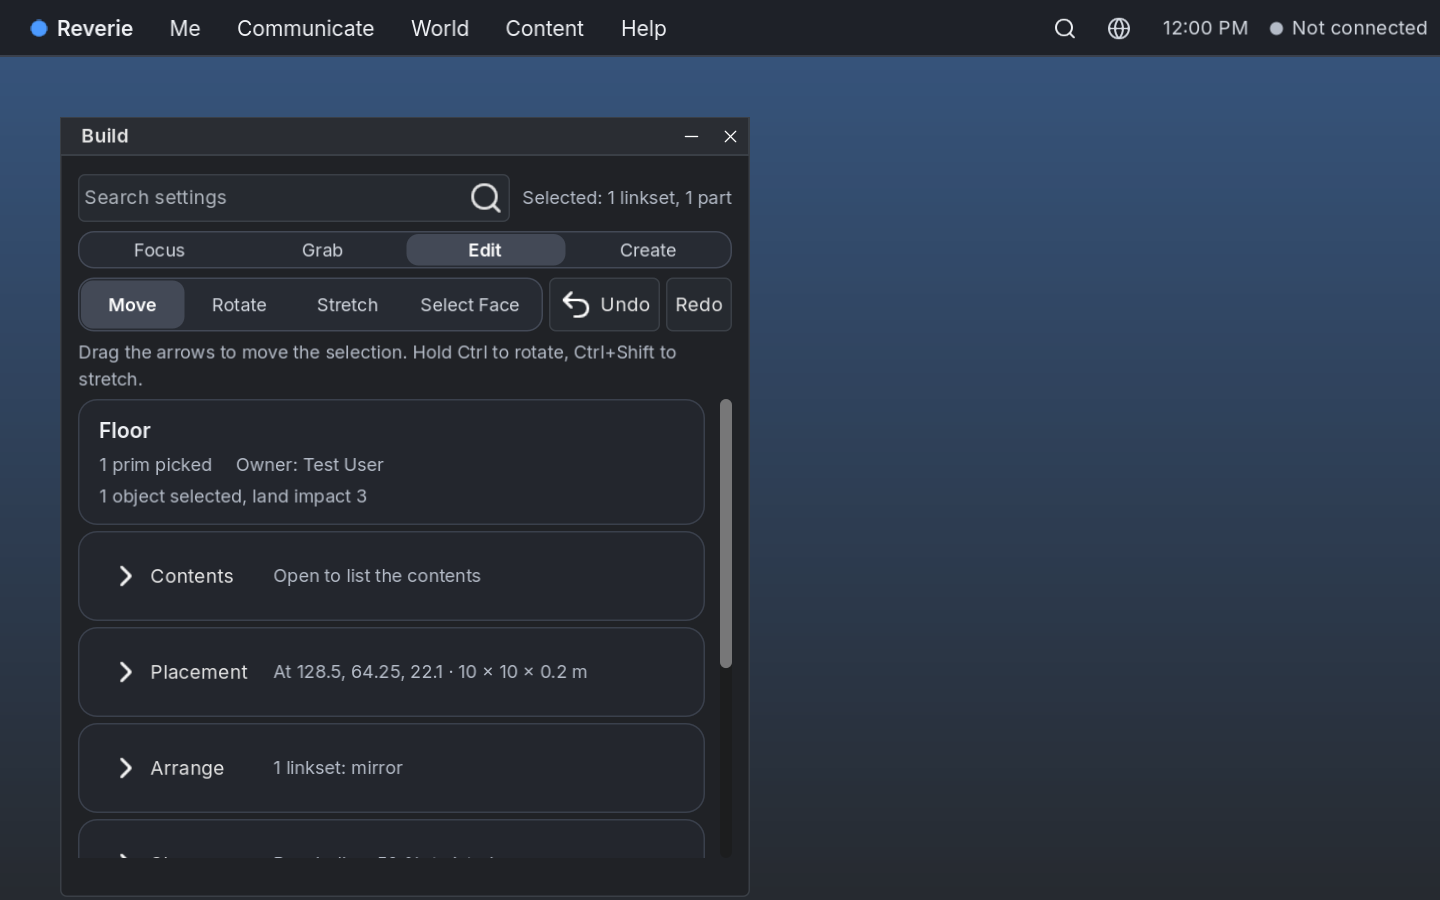 Reverie Me Communicate World Content Help 12:00 PM Not connected
Build
Search settings Selected: 1 linkset, 1 part
Focus Grab Edit Create
Move Rotate Stretch Select Face Undo Redo
Drag the arrows to move the selection. Hold Ctrl to rotate, Ctrl+Shift to
stretch.
Floor
1 prim picked Owner: Test User
1 object selected, land impact 3
Contents Open to list the contents
Placement At 128.5, 64.25, 22.1 · 10 × 10 × 0.2 m
Arrange 1 linkset: mirror